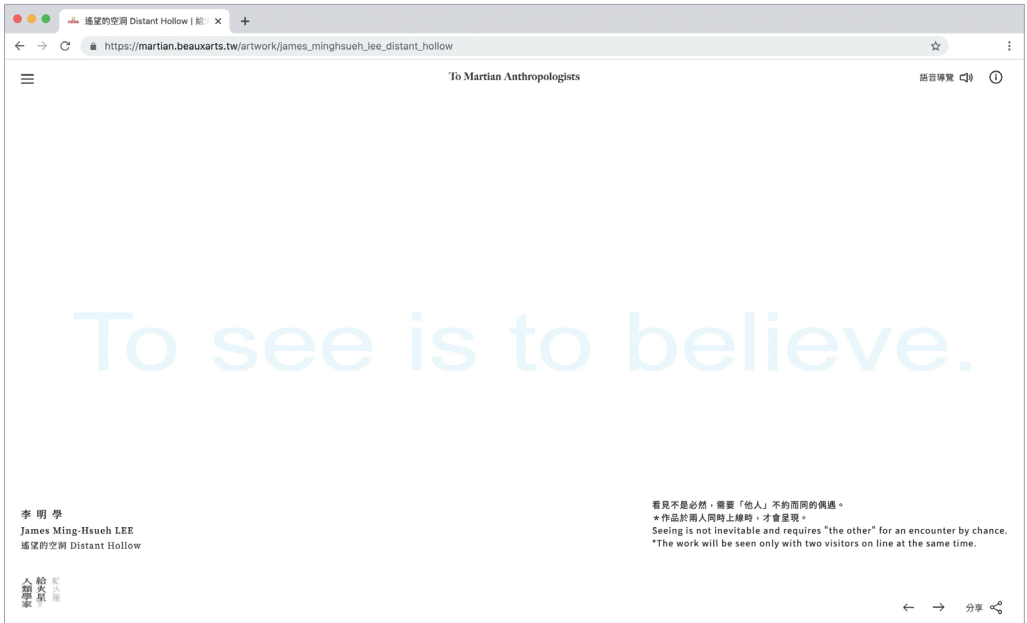 遙望的空洞 Distant Hollow | 給
https://martian.beauxarts.tw/artwork/james_minghsueh_lee_distant_hollow
To Martian Anthropologists
語音導覽
To see is to believe.
李明學
James Ming-Hsueh LEE
遙望的空洞 Distant Hollow
看見不是必然，需要「他人」不約而同的偶遇。
*作品於兩人同時上線時，才會呈現。
Seeing is not inevitable and requires "the other" for an encounter by chance.
*The work will be seen only with two visitors on line at the same time.
給火星
人類學家
分享